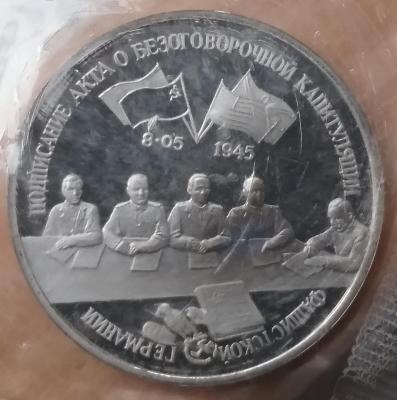 ПОДПИСАНИЕ АКТА О БЕЗОГОВОРОЧНОЙ КАПИТУЛЯЦИИ
8·05 1945
ФАШИСТСКОЙ ГЕРМАНИИ